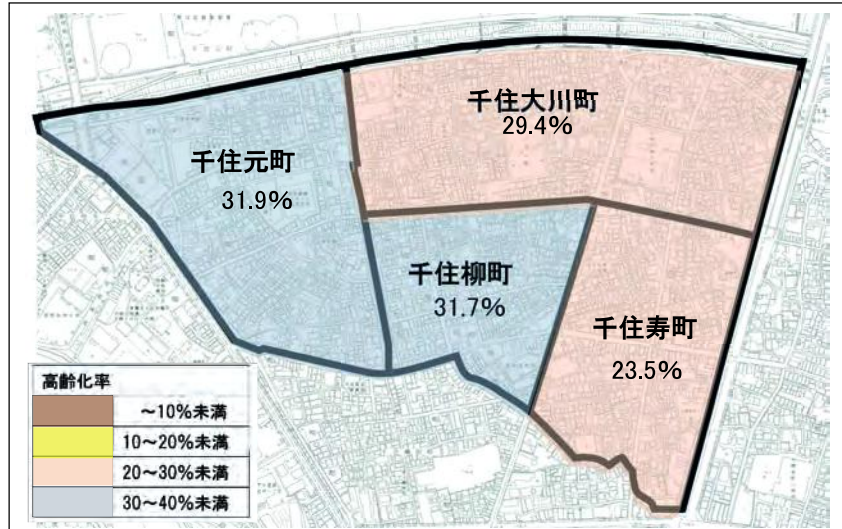 千住大川町
29.4%
千住元町
31.9%
千住柳町
31.7%
千住寿町
23.5%
高齢化率
～10%未満
10～20%未満
20～30%未満
30～40%未満